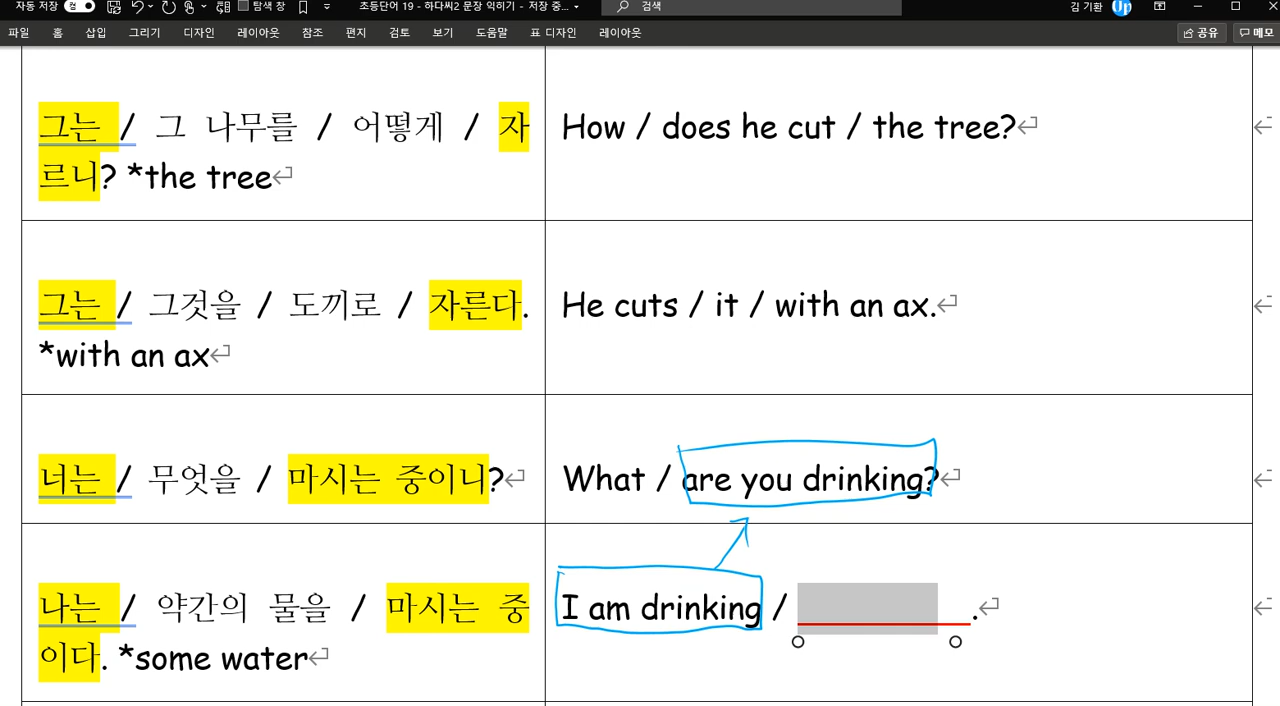 자동 저장 컴 탐색 창 초등단어 19 - 하다씨2 문장 익히기 - 저장 중... 검색 김 기환 Up
파일 홈 삽입 그리기 디자인 레이아웃 참조 편지 검토 보기 도움말 표 디자인 레이아웃 공유 메모
그는 / 그 나무를 / 어떻게 / 자
르니? *the tree
How / does he cut / the tree?
그는 / 그것을 / 도끼로 / 자른다.
*with an ax
He cuts / it / with an ax.
너는 / 무엇을 / 마시는 중이니?
What / are you drinking?
나는 / 약간의 물을 / 마시는 중
이다. *some water
I am drinking / .